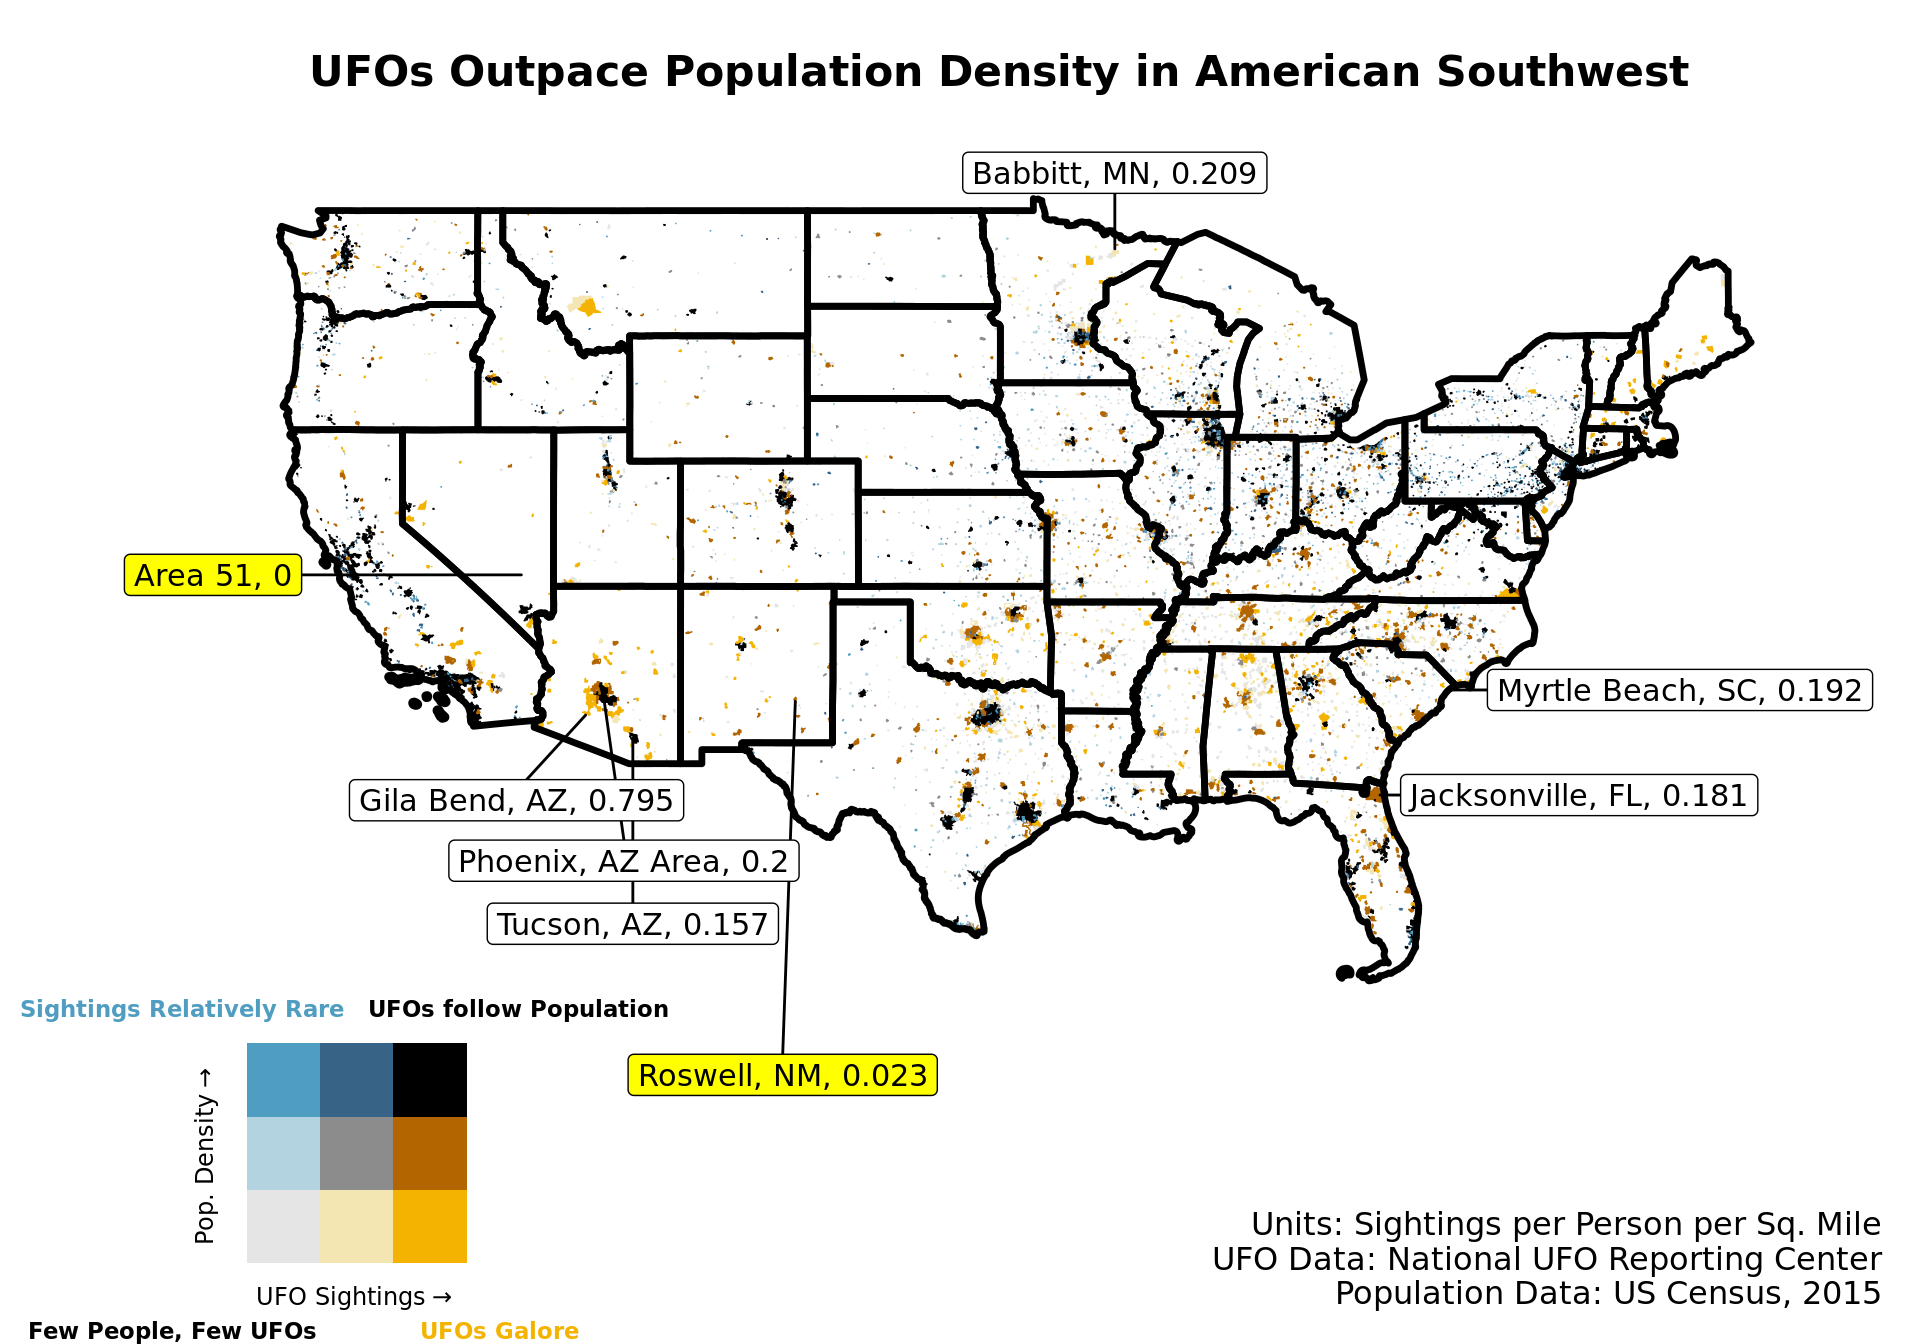 UFOs Outpace Population Density in American Southwest
Babbitt, MN, 0.209
Area 51, 0
Myrtle Beach, SC, 0.192
Jacksonville, FL, 0.181
Gila Bend, AZ, 0.795
Phoenix, AZ Area, 0.2
Tucson, AZ, 0.157
Roswell, NM, 0.023
Sightings Relatively Rare
UFOs follow Population
Pop. Density →
UFO Sightings →
Few People, Few UFOs
UFOs Galore
Units: Sightings per Person per Sq. Mile
UFO Data: National UFO Reporting Center
Population Data: US Census, 2015